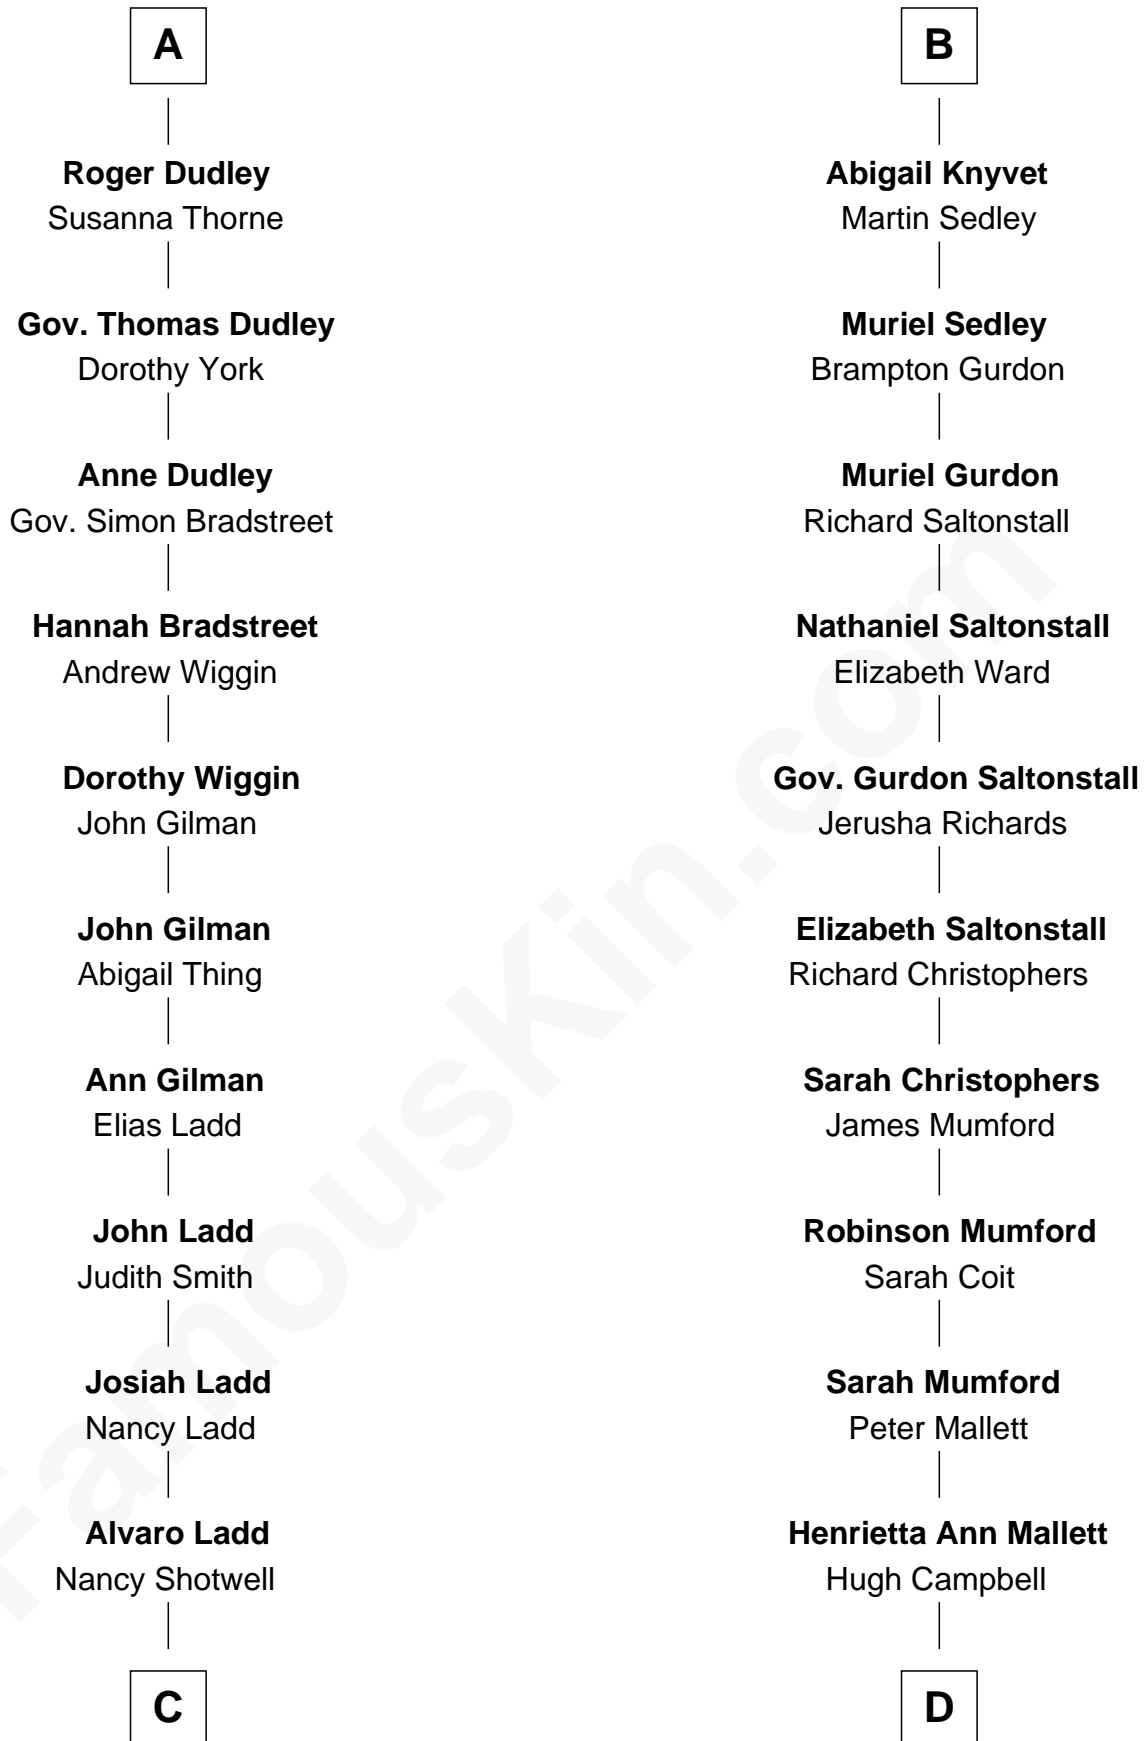 A
Roger Dudley
Susanna Thorne
Gov. Thomas Dudley
Dorothy York
Anne Dudley
Gov. Simon Bradstreet
Hannah Bradstreet
Andrew Wiggin
Dorothy Wiggin
John Gilman
John Gilman
Abigail Thing
Ann Gilman
Elias Ladd
John Ladd
Judith Smith
Josiah Ladd
Nancy Ladd
Alvaro Ladd
Nancy Shotwell
C
B
Abigail Knyvet
Martin Sedley
Muriel Sedley
Brampton Gurdon
Muriel Gurdon
Richard Saltonstall
Nathaniel Saltonstall
Elizabeth Ward
Gov. Gurdon Saltonstall
Jerusha Richards
Elizabeth Saltonstall
Richard Christophers
Sarah Christophers
James Mumford
Robinson Mumford
Sarah Coit
Sarah Mumford
Peter Mallett
Henrietta Ann Mallett
Hugh Campbell
D
FamousKin.com